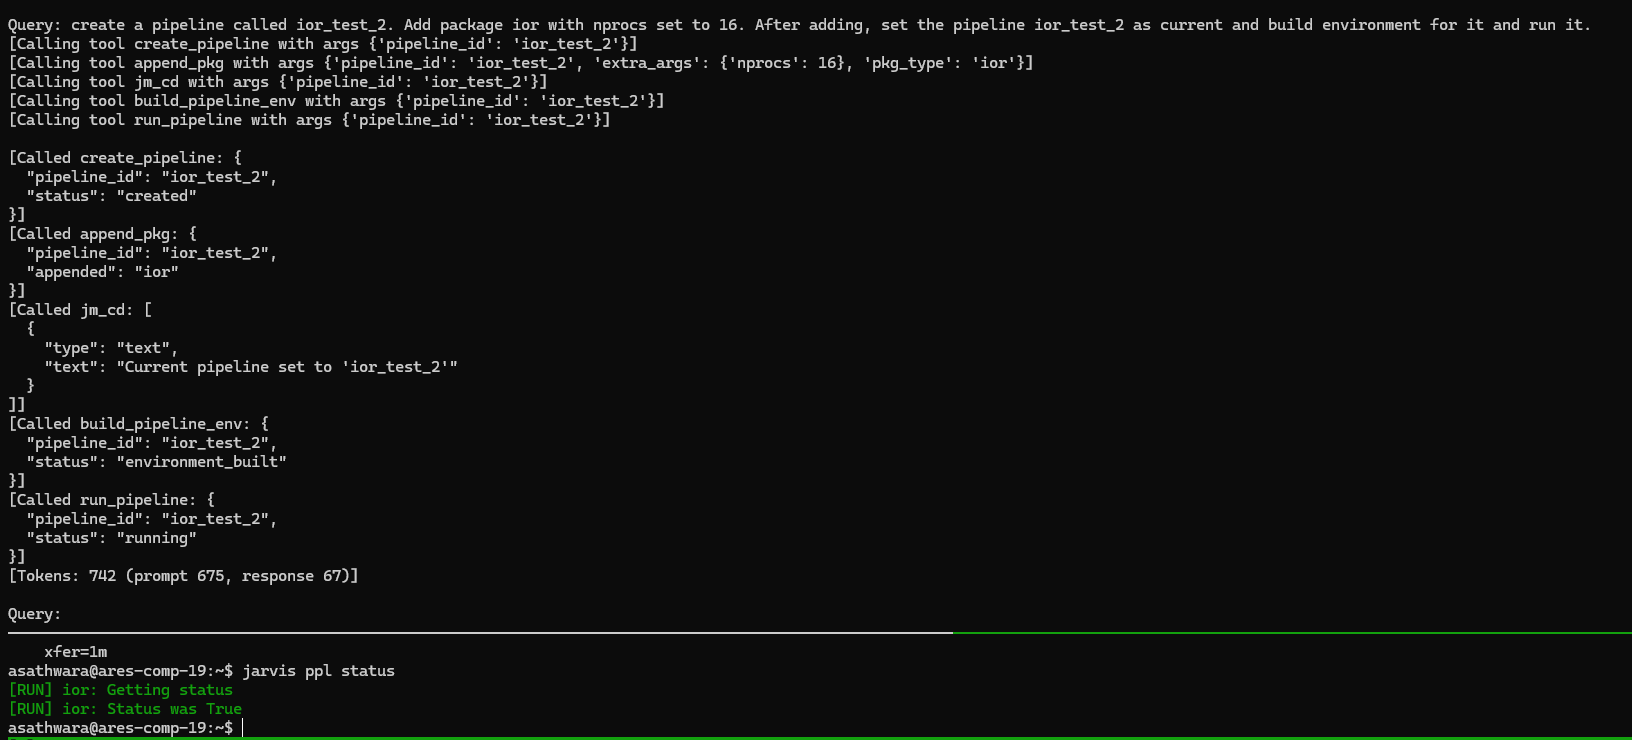 Query: create a pipeline called ior_test_2. Add package ior with nprocs set to 16. After adding, set the pipeline ior_test_2 as current and build environment for it and run it.
[Calling tool create_pipeline with args {'pipeline_id': 'ior_test_2'}]
[Calling tool append_pkg with args {'pipeline_id': 'ior_test_2', 'extra_args': {'nprocs': 16}, 'pkg_type': 'ior'}]
[Calling tool jm_cd with args {'pipeline_id': 'ior_test_2'}]
[Calling tool build_pipeline_env with args {'pipeline_id': 'ior_test_2'}]
[Calling tool run_pipeline with args {'pipeline_id': 'ior_test_2'}]

[Called create_pipeline: {
  "pipeline_id": "ior_test_2",
  "status": "created"
}]
[Called append_pkg: {
  "pipeline_id": "ior_test_2",
  "appended": "ior"
}]
[Called jm_cd: [
  {
    "type": "text",
    "text": "Current pipeline set to 'ior_test_2'"
  }
]]
[Called build_pipeline_env: {
  "pipeline_id": "ior_test_2",
  "status": "environment_built"
}]
[Called run_pipeline: {
  "pipeline_id": "ior_test_2",
  "status": "running"
}]
[Tokens: 742 (prompt 675, response 67)]

Query:
    xfer=1m
asathwara@ares-comp-19:~$ jarvis ppl status
[RUN] ior: Getting status
[RUN] ior: Status was True
asathwara@ares-comp-19:~$